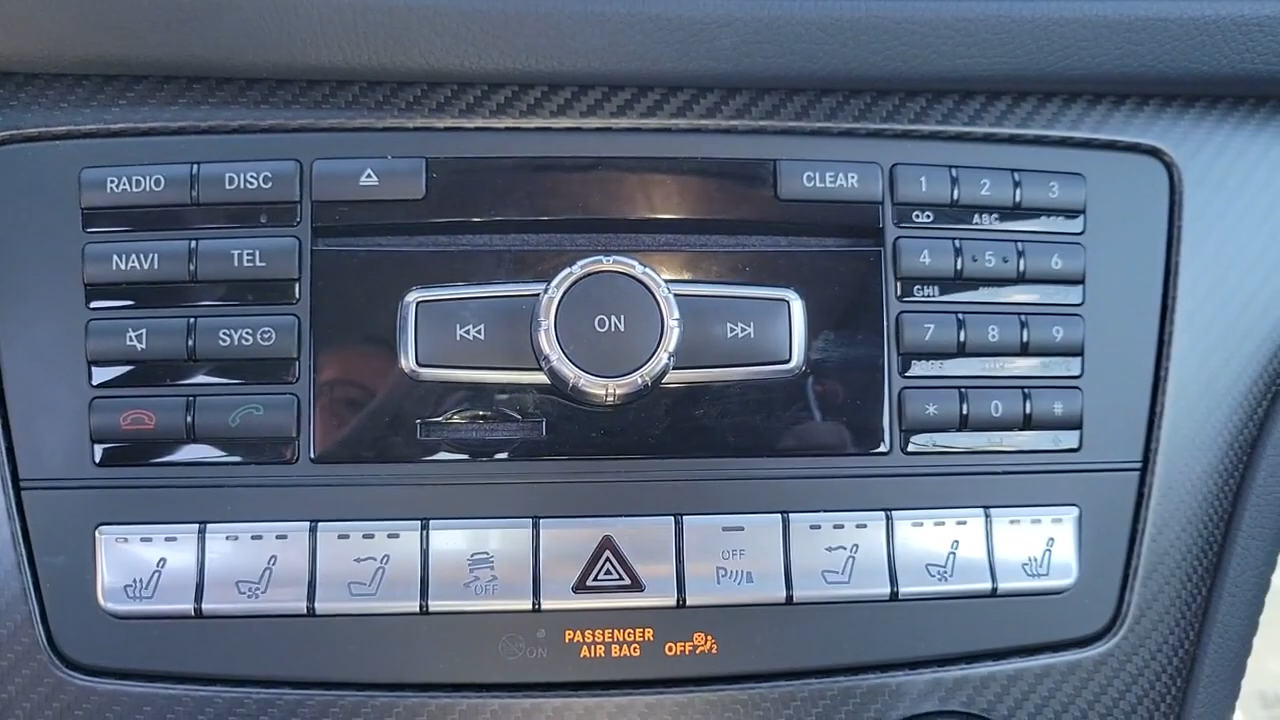 RADIO DISC CLEAR 1 2 3
ABC
NAVI TEL 4 5 6
GHI
ON
SYS 7 8 9
* 0 #
OFF
OFF
ON PASSENGER
AIR BAG OFF 2